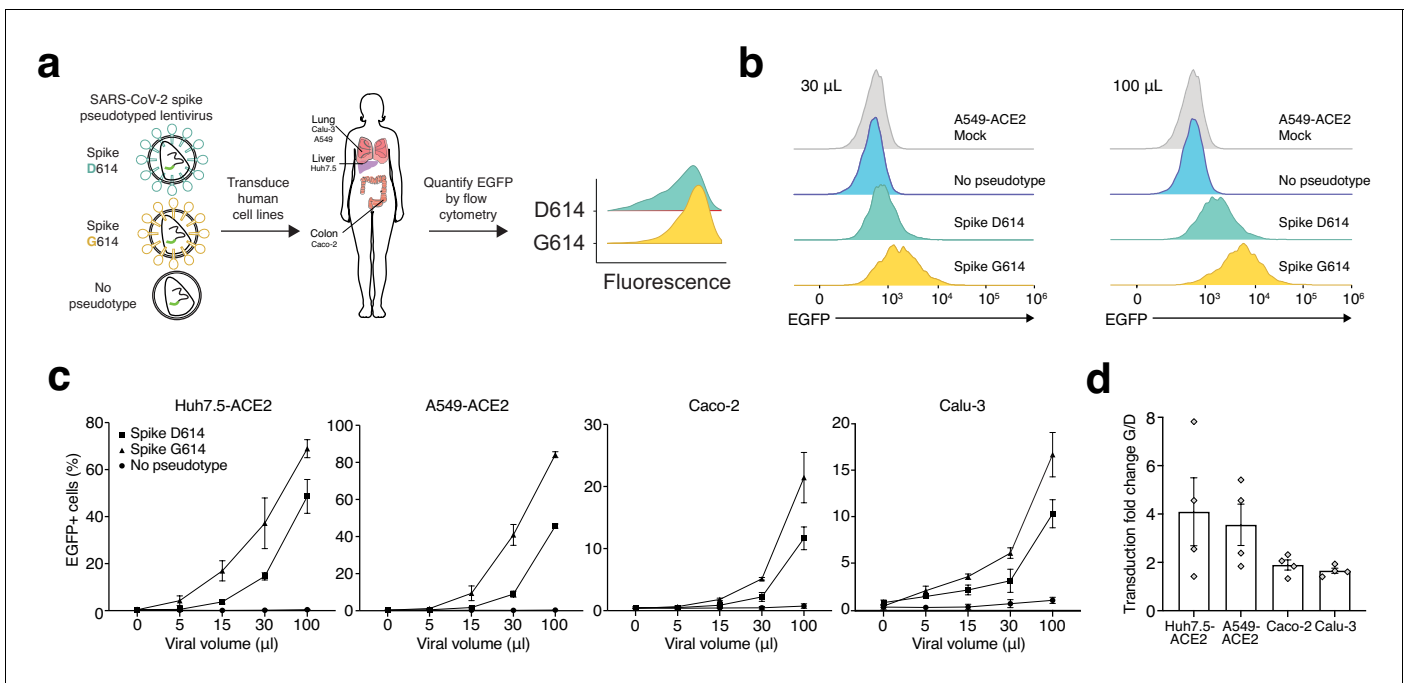 a
SARS-CoV-2 spike
pseudotyped lentivirus
Spike
D614
Spike
G614
No
pseudotype
Transduce
human
cell lines
Lung
Calu-3
A549
Liver
Huh7.5
Colon
Caco-2
Quantify EGFP
by flow
cytometry
D614
G614
Fluorescence
b
30 µL
A549-ACE2
Mock
No pseudotype
Spike D614
Spike G614
0 10³ 10⁴ 10⁵ 10⁶
EGFP
100 µL
A549-ACE2
Mock
No pseudotype
Spike D614
Spike G614
0 10³ 10⁴ 10⁵ 10⁶
EGFP
c
Huh7.5-ACE2
EGFP+ cells (%)
80
60
40
20
0
Spike D614
Spike G614
No pseudotype
0 5 15 30 100
Viral volume (µl)
A549-ACE2
100
80
60
40
20
0
0 5 15 30 100
Viral volume (µl)
Caco-2
30
20
10
0
0 5 15 30 100
Viral volume (µl)
Calu-3
20
15
10
5
0
0 5 15 30 100
Viral volume (µl)
d
Transduction fold change G/D
8
6
4
2
0
Huh7.5-
ACE2
A549-
ACE2
Caco-2
Calu-3